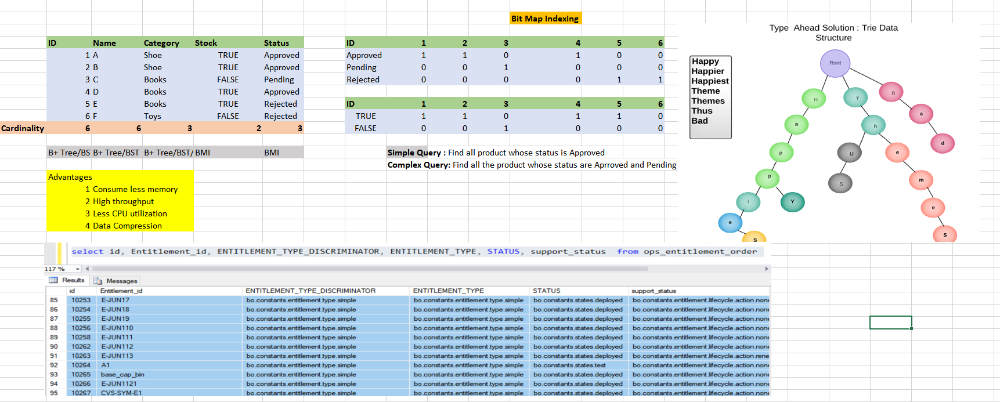 Bit Map Indexing
ID Name Category Stock Status
1 A Shoe TRUE Approved
2 B Shoe TRUE Approved
3 C Books FALSE Pending
4 D Books TRUE Approved
5 E Books TRUE Rejected
6 F Toys FALSE Rejected
Cardinality 6 6 3 2 3
B+ Tree/BS B+ Tree/BST B+ Tree/BST/ BMI BMI
Advantages
1 Consume less memory
2 High throughput
3 Less CPU utilization
4 Data Compression
ID 1 2 3 4 5 6
Approved 1 1 0 1 0 0
Pending 0 0 1 0 0 0
Rejected 0 0 0 0 1 1
ID 1 2 3 4 5 6
TRUE 1 1 0 1 1 0
FALSE 0 0 1 0 0 0
Simple Query : Find all product whose status is Approved
Complex Query: Find all the product whose status are Aprroved and Pending
Type Ahead Solution : Trie Data
Structure
Happy
Happier
Happiest
Theme
Themes
Thus
Bad
Root
H T B
a h a
p U e d
p S m
I Y e
e S
s
select id, Entitlement_id, ENTITLEMENT_TYPE_DISCRIMINATOR, ENTITLEMENT_TYPE, STATUS, support_status from ops_entitlement_order
117 %
Results Messages
id Entitlement_id ENTITLEMENT_TYPE_DISCRIMINATOR ENTITLEMENT_TYPE STATUS support_status
85 10253 E-JUN17 bo.constants.entitlement.type.simple bo.constants.entitlement.type.simple bo.constants.states.deployed bo.constants.entitlement.lifecycle.action.none
86 10254 E-JUN18 bo.constants.entitlement.type.simple bo.constants.entitlement.type.simple bo.constants.states.deployed bo.constants.entitlement.lifecycle.action.none
87 10255 E-JUN19 bo.constants.entitlement.type.simple bo.constants.entitlement.type.simple bo.constants.states.deployed bo.constants.entitlement.lifecycle.action.none
88 10256 E-JUN110 bo.constants.entitlement.type.simple bo.constants.entitlement.type.simple bo.constants.states.deployed bo.constants.entitlement.lifecycle.action.none
89 10258 E-JUN111 bo.constants.entitlement.type.simple bo.constants.entitlement.type.simple bo.constants.states.deployed bo.constants.entitlement.lifecycle.action.none
90 10262 E-JUN112 bo.constants.entitlement.type.simple bo.constants.entitlement.type.simple bo.constants.states.deployed bo.constants.entitlement.lifecycle.action.none
91 10263 E-JUN113 bo.constants.entitlement.type.simple bo.constants.entitlement.type.simple bo.constants.states.deployed bo.constants.entitlement.lifecycle.action.rene
92 10264 A1 bo.constants.entitlement.type.simple bo.constants.entitlement.type.simple bo.constants.states.test bo.constants.entitlement.lifecycle.action.none
93 10265 base_cap_bin bo.constants.entitlement.type.simple bo.constants.entitlement.type.simple bo.constants.states.deployed bo.constants.entitlement.lifecycle.action.none
94 10266 E-JUN1121 bo.constants.entitlement.type.simple bo.constants.entitlement.type.simple bo.constants.states.deployed bo.constants.entitlement.lifecycle.action.none
95 10267 CVS-SYM-E1 bo.constants.entitlement.type.simple bo.constants.entitlement.type.simple bo.constants.states.deployed bo.constants.entitlement.lifecycle.action.none